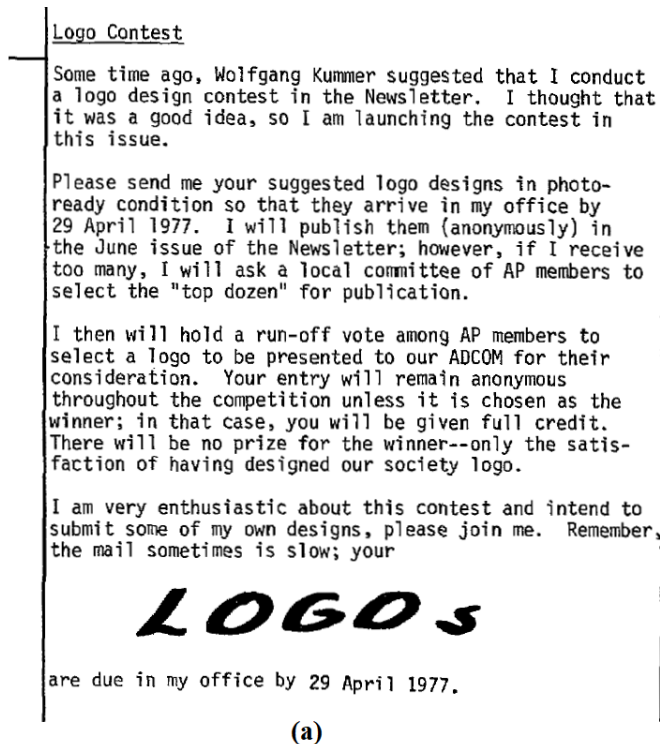 Logo Contest
Some time ago, Wolfgang Kummer suggested that I conduct
a logo design contest in the Newsletter.  I thought that
it was a good idea, so I am launching the contest in
this issue.
Please send me your suggested logo designs in photo-
ready condition so that they arrive in my office by
29 April 1977.  I will publish them (anonymously) in
the June issue of the Newsletter; however, if I receive
too many, I will ask a local committee of AP members to
select the "top dozen" for publication.
I then will hold a run-off vote among AP members to
select a logo to be presented to our ADCOM for their
consideration.  Your entry will remain anonymous
throughout the competition unless it is chosen as the
winner; in that case, you will be given full credit.
There will be no prize for the winner--only the satis-
faction of having designed our society logo.
I am very enthusiastic about this contest and intend to
submit some of my own designs, please join me.  Remember,
the mail sometimes is slow; your
LOGOs
are due in my office by 29 April 1977.
(a)